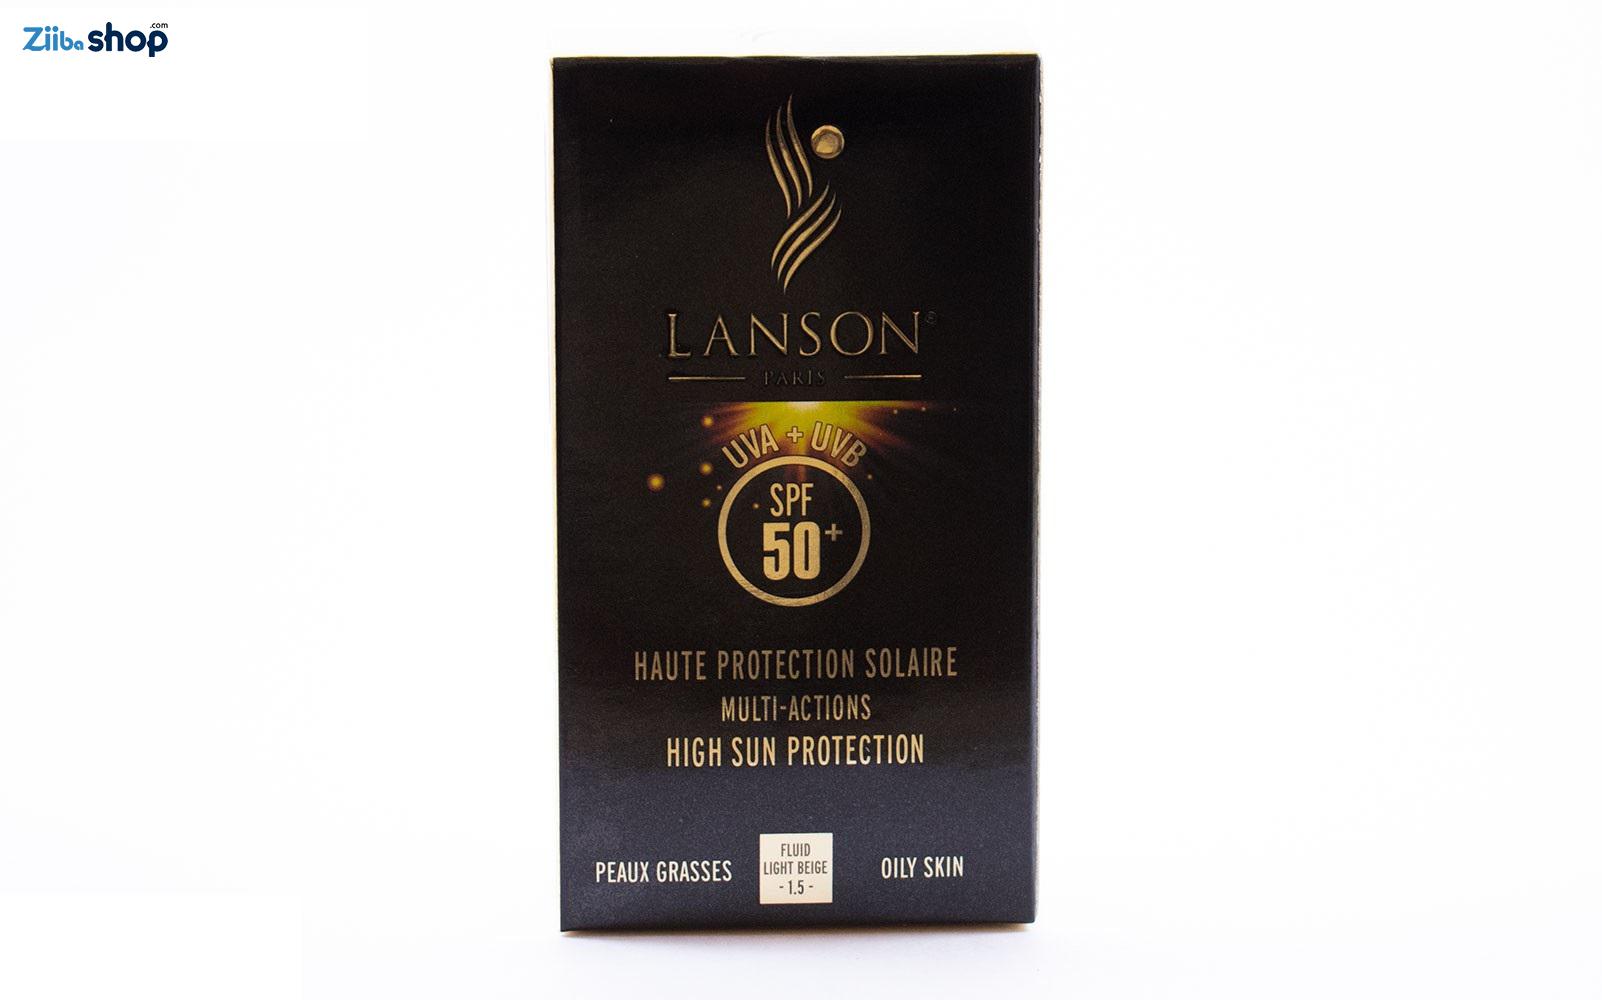 Ziiba shop .com
LANSON®
PARIS
UVA + UVB
SPF
50+
HAUTE PROTECTION SOLAIRE
MULTI-ACTIONS
HIGH SUN PROTECTION
PEAUX GRASSES
FLUID
LIGHT BEIGE
- 1.5 -
OILY SKIN